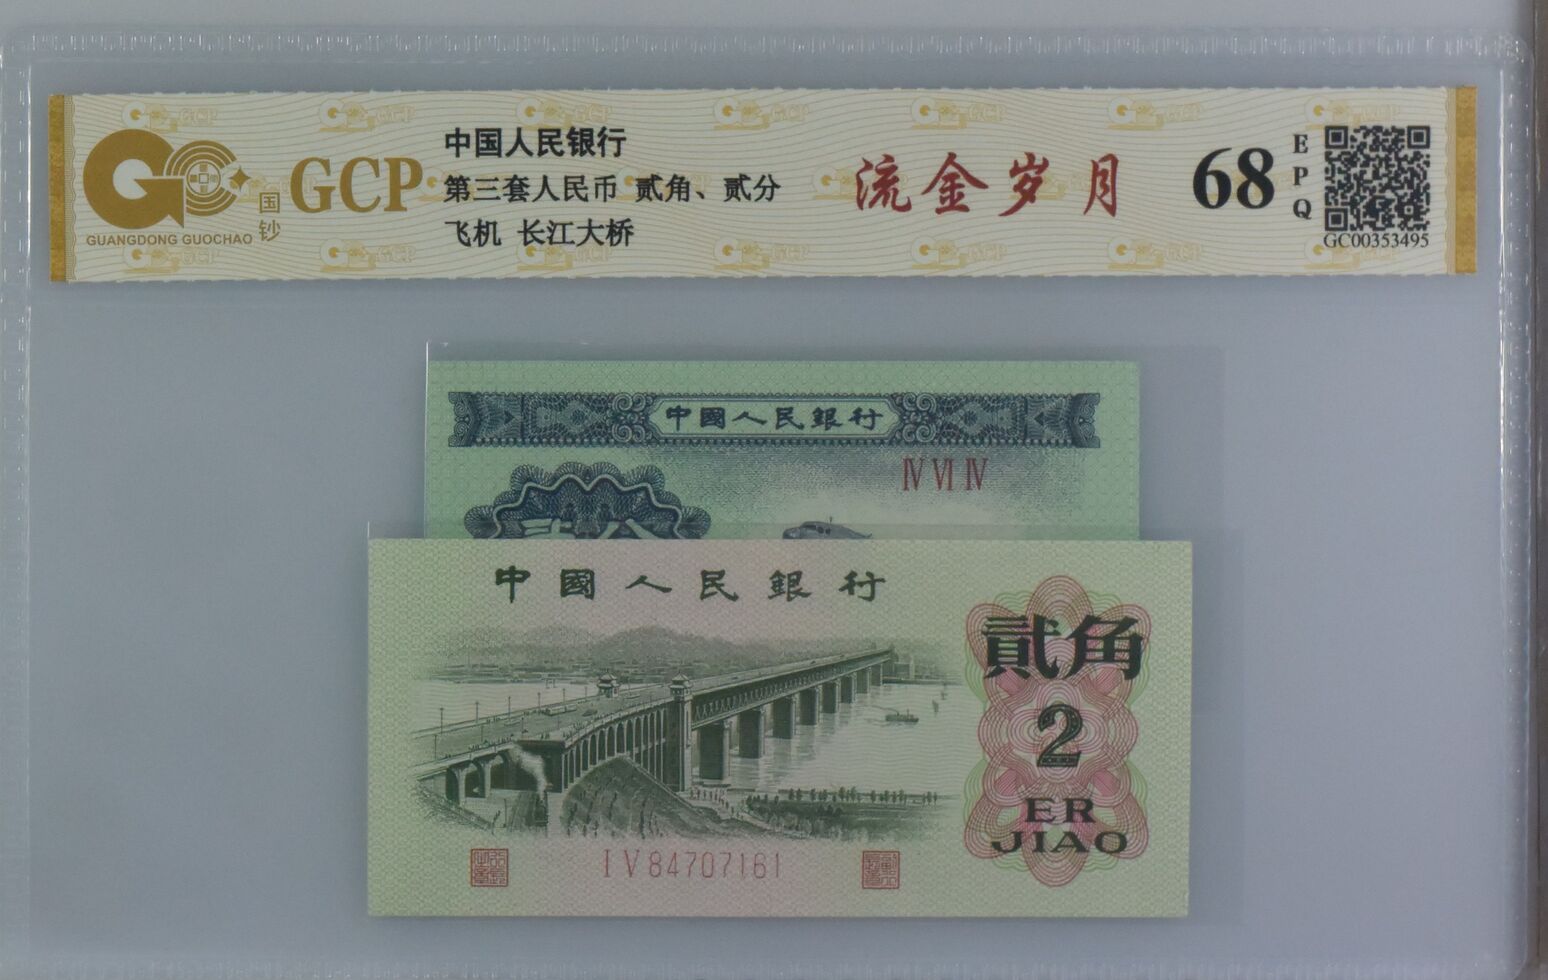 GUANGDONG GUOCHAO
国钞
GCP
中国人民银行
第三套人民币 贰角、贰分
飞机 长江大桥
流金岁月
68
EPQ
GC00353495
中國人民銀行
Ⅳ Ⅵ Ⅳ
中國人民銀行
貳角
2
ER
JIAO
I V 84707161